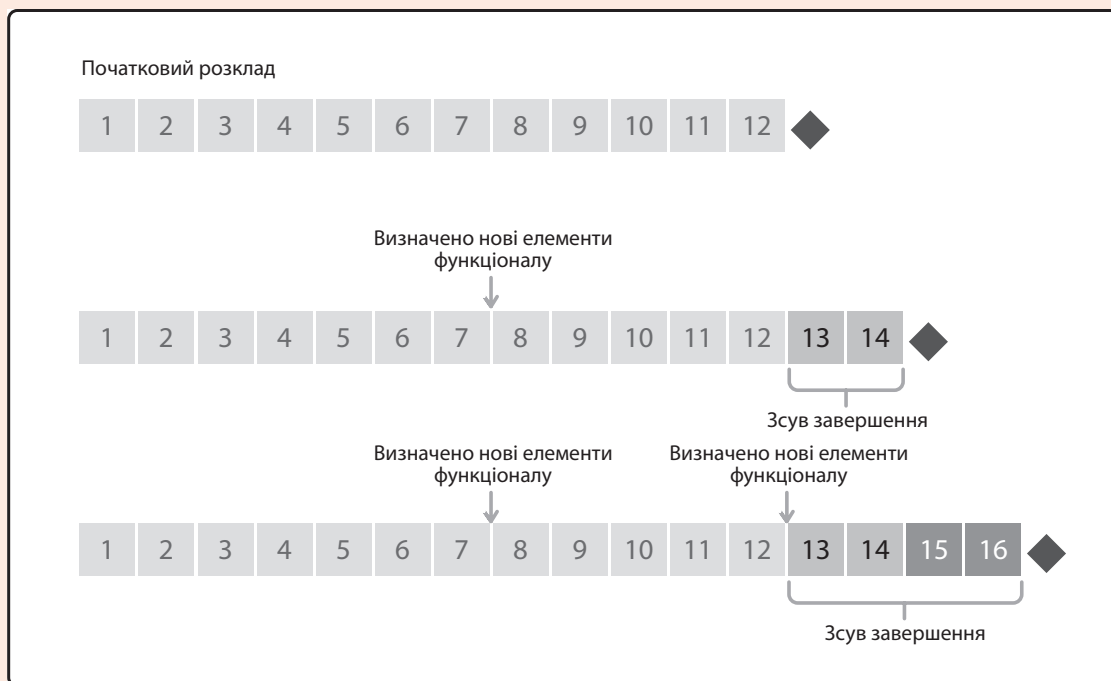 Початковий розклад
1 2 3 4 5 6 7 8 9 10 11 12
Визначено нові елементи
функціоналу
1 2 3 4 5 6 7 8 9 10 11 12 13 14
Зсув завершення
Визначено нові елементи
функціоналу
Визначено нові елементи
функціоналу
1 2 3 4 5 6 7 8 9 10 11 12 13 14 15 16
Зсув завершення